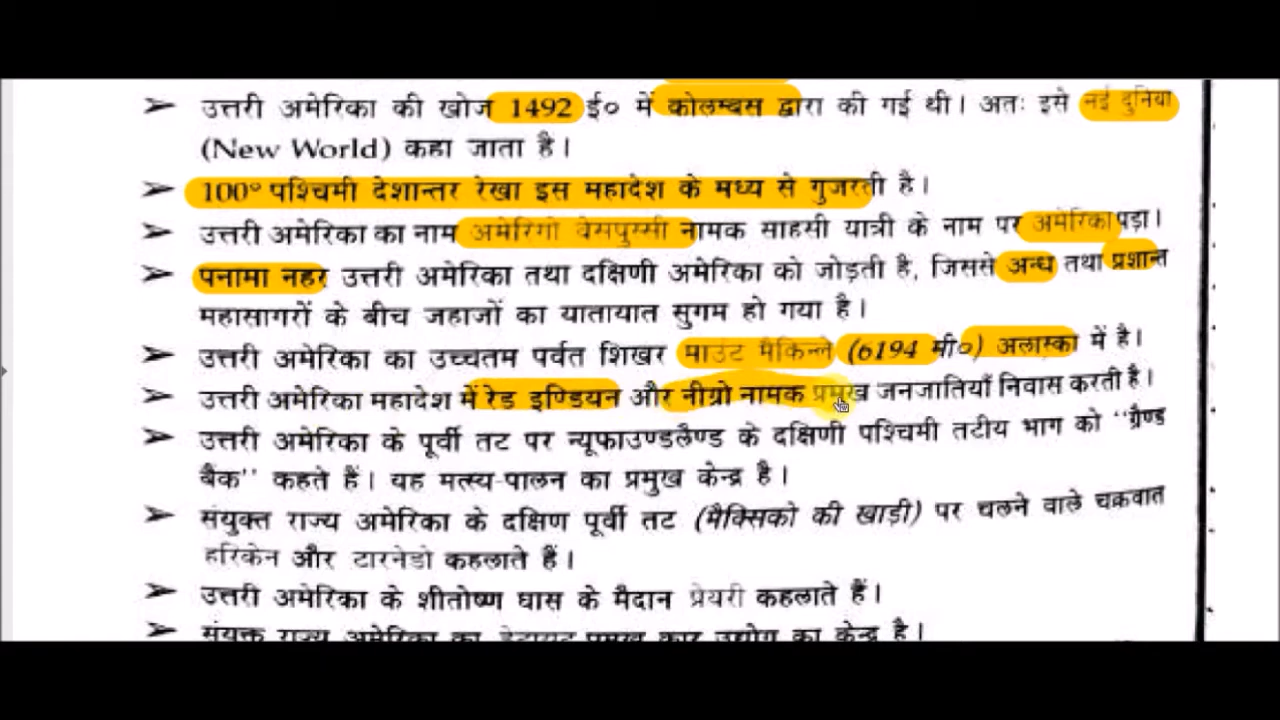 ➢ उत्तरी अमेरिका की खोज 1492 ई० में कोलम्बस द्वारा की गई थी। अतः इसे नई दुनिया
(New World) कहा जाता है।
➢ 100° पश्चिमी देशान्तर रेखा इस महादेश के मध्य से गुजरती है।
➢ उत्तरी अमेरिका का नाम अमेरिगो वेसपुस्सी नामक साहसी यात्री के नाम पर अमेरिका पड़ा।
➢ पनामा नहर उत्तरी अमेरिका तथा दक्षिणी अमेरिका को जोड़ती है, जिससे अन्ध तथा प्रशान्त
महासागरों के बीच जहाजों का यातायात सुगम हो गया है।
➢ उत्तरी अमेरिका का उच्चतम पर्वत शिखर माउंट मैकिन्ले (6194 मी०) अलास्का में है।
➢ उत्तरी अमेरिका महादेश में रेड इण्डियन और नीग्रो नामक प्रमुख जनजातियाँ निवास करती है।
➢ उत्तरी अमेरिका के पूर्वी तट पर न्यूफाउण्डलैण्ड के दक्षिणी पश्चिमी तटीय भाग को "ग्रैण्ड
बैंक" कहते हैं। यह मत्स्य-पालन का प्रमुख केन्द्र है।
➢ संयुक्त राज्य अमेरिका के दक्षिण पूर्वी तट (मैक्सिको की खाड़ी) पर चलने वाले चक्रवात
हरिकेन और टारनेडो कहलाते हैं।
➢ उत्तरी अमेरिका के शीतोष्ण घास के मैदान प्रेयरी कहलाते हैं।
➢ संयुक्त राज्य अमेरिका का डेट्रायट प्रमुख कार उद्योग का केन्द्र है।